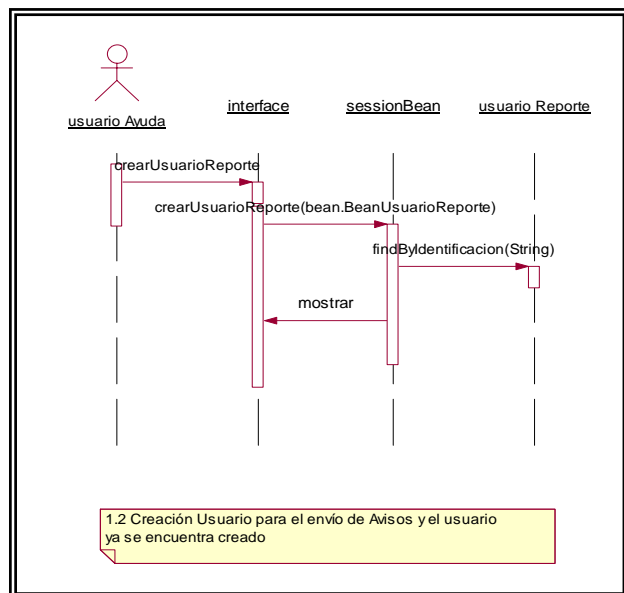 usuario Ayuda
interface
sessionBean
usuario Reporte
crearUsuarioReporte
crearUsuarioReporte(bean.BeanUsuarioReporte)
findByIdentificacion(String)
mostrar
1.2 Creación Usuario para el envío de Avisos y el usuario
ya se encuentra creado